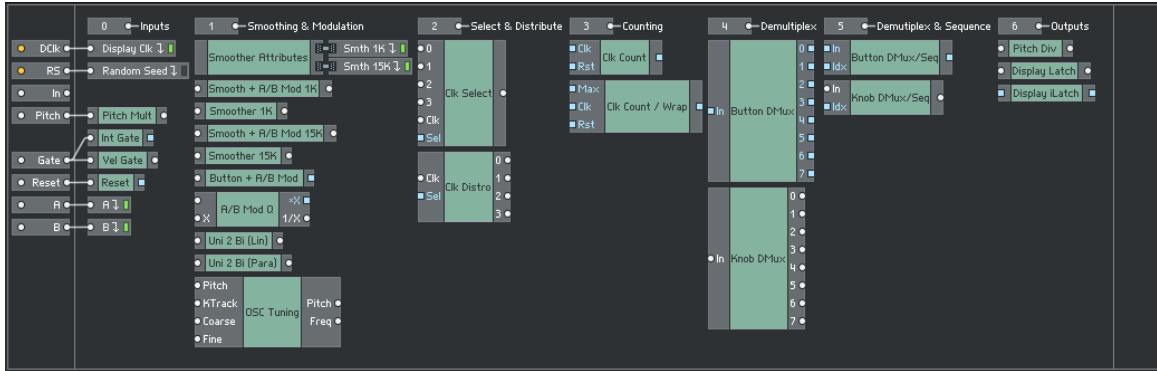 0 Inputs
1 Smoothing & Modulation
2 Select & Distribute
3 Counting
4 Demultiplex
5 Demutiplex & Sequence
6 Outputs
DClk
RS
In
Pitch
Gate
Reset
A
B
Display Clk
Random Seed
Pitch Mult
Int Gate
Vel Gate
Reset
A
B
Smoother Attributes
Smth 1K
Smth 15K
Smooth + A/B Mod 1K
Smoother 1K
Smooth + A/B Mod 15K
Smoother 15K
Button + A/B Mod
X
A/B Mod Ω
×X
1/X
Uni 2 Bi (Lin)
Uni 2 Bi (Para)
Pitch
KTrack
Coarse
Fine
OSC Tuning
Pitch
Freq
0
1
2
3
Clk
Sel
Clk Select
Clk
Sel
Clk Distro
0
1
2
3
Clk
Rst
Clk Count
Max
Clk
Rst
Clk Count / Wrap
In
Button DMux
0
1
2
3
4
5
6
7
In
Knob DMux
0
1
2
3
4
5
6
7
In
Idx
Button DMux/Seq
In
Idx
Knob DMux/Seq
Pitch Div
Display Latch
Display iLatch